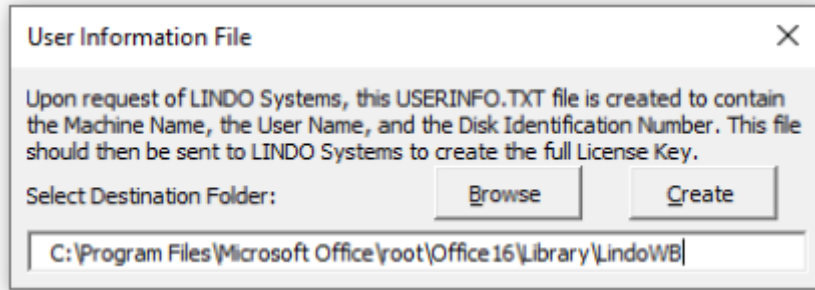 User Information File
Upon request of LINDO Systems, this USERINFO.TXT file is created to contain
the Machine Name, the User Name, and the Disk Identification Number. This file
should then be sent to LINDO Systems to create the full License Key.
Select Destination Folder: Browse Create
C:\Program Files\Microsoft Office\root\Office16\Library\LindoWB